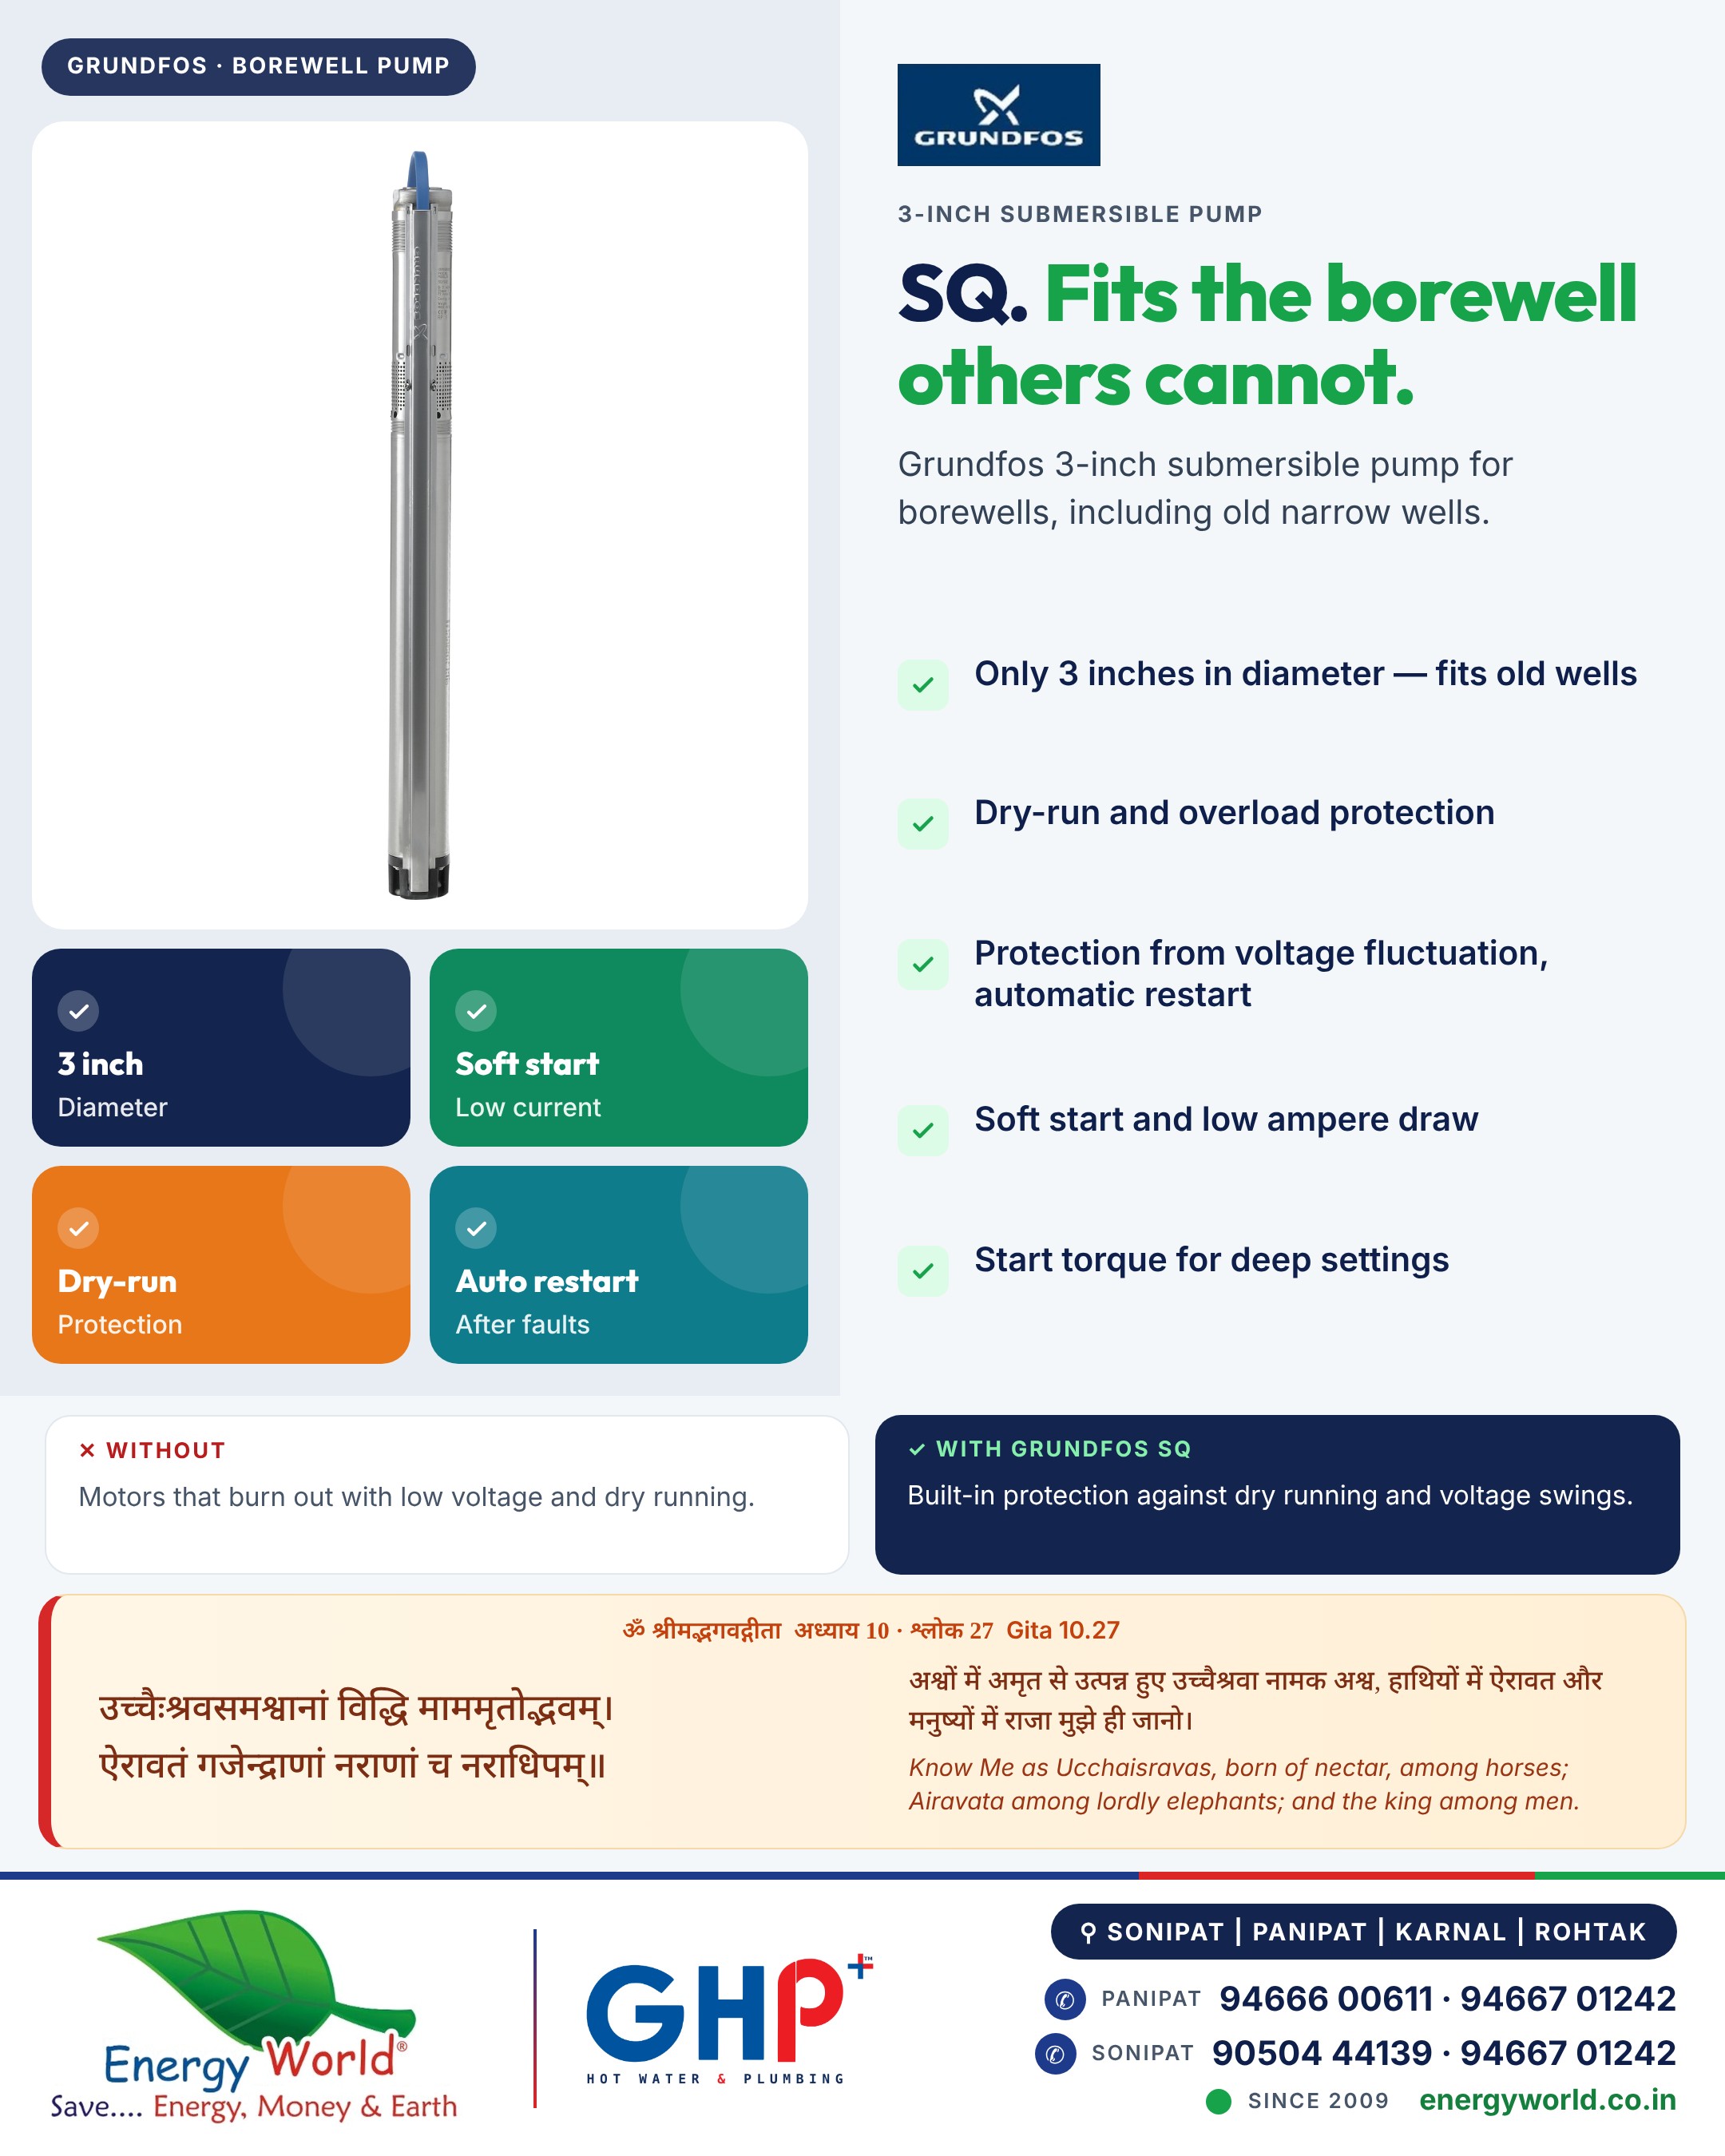 GRUNDFOS · BOREWELL PUMP
GRUNDFOS
3-INCH SUBMERSIBLE PUMP
SQ. Fits the borewell
others cannot.
Grundfos 3-inch submersible pump for
borewells, including old narrow wells.
Only 3 inches in diameter — fits old wells
Dry-run and overload protection
Protection from voltage fluctuation,
automatic restart
Soft start and low ampere draw
Start torque for deep settings
3 inch
Diameter
Soft start
Low current
Dry-run
Protection
Auto restart
After faults
✕ WITHOUT
Motors that burn out with low voltage and dry running.
✓ WITH GRUNDFOS SQ
Built-in protection against dry running and voltage swings.
ॐ श्रीमद्भगवद्गीता अध्याय 10 · श्लोक 27 Gita 10.27
उच्चैःश्रवसमश्वानां विद्धि माममृतोद्भवम्।
ऐरावतं गजेन्द्राणां नराणां च नराधिपम्॥
अश्वों में अमृत से उत्पन्न हुए उच्चैश्रवा नामक अश्व, हाथियों में ऐरावत और
मनुष्यों में राजा मुझे ही जानो।
Know Me as Ucchaisravas, born of nectar, among horses;
Airavata among lordly elephants; and the king among men.
Energy World®
Save.... Energy, Money & Earth
GHP+™
HOT WATER & PLUMBING
SONIPAT | PANIPAT | KARNAL | ROHTAK
PANIPAT 94666 00611 · 94667 01242
SONIPAT 90504 44139 · 94667 01242
SINCE 2009 energyworld.co.in